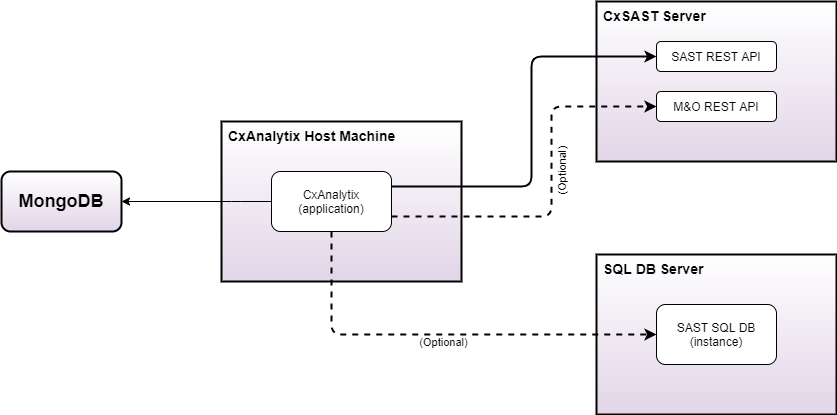 CxSAST Server
SAST REST API
M&O REST API
CxAnalytix Host Machine
(Optional)
MongoDB
CxAnalytix
(application)
SQL DB Server
SAST SQL DB
(instance)
(Optional)